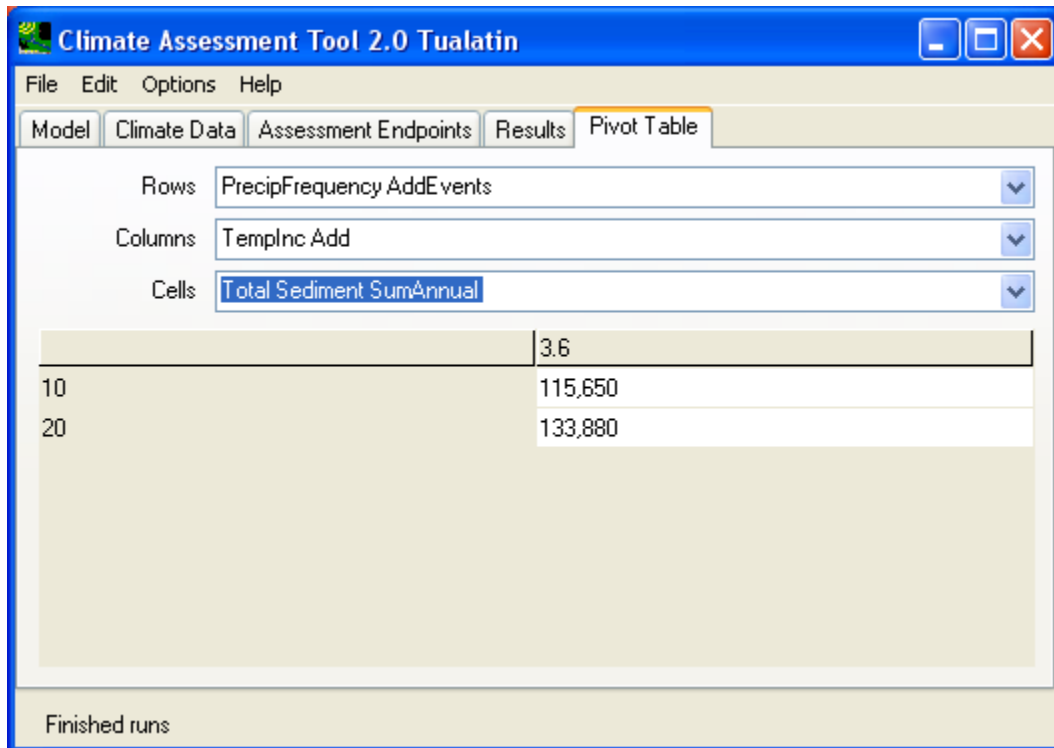 Climate Assessment Tool 2.0 Tualatin
File Edit Options Help
Model Climate Data Assessment Endpoints Results Pivot Table
Rows PrecipFrequency AddEvents
Columns TempInc Add
Cells Total Sediment SumAnnual
3.6
10 115,650
20 133,880
Finished runs